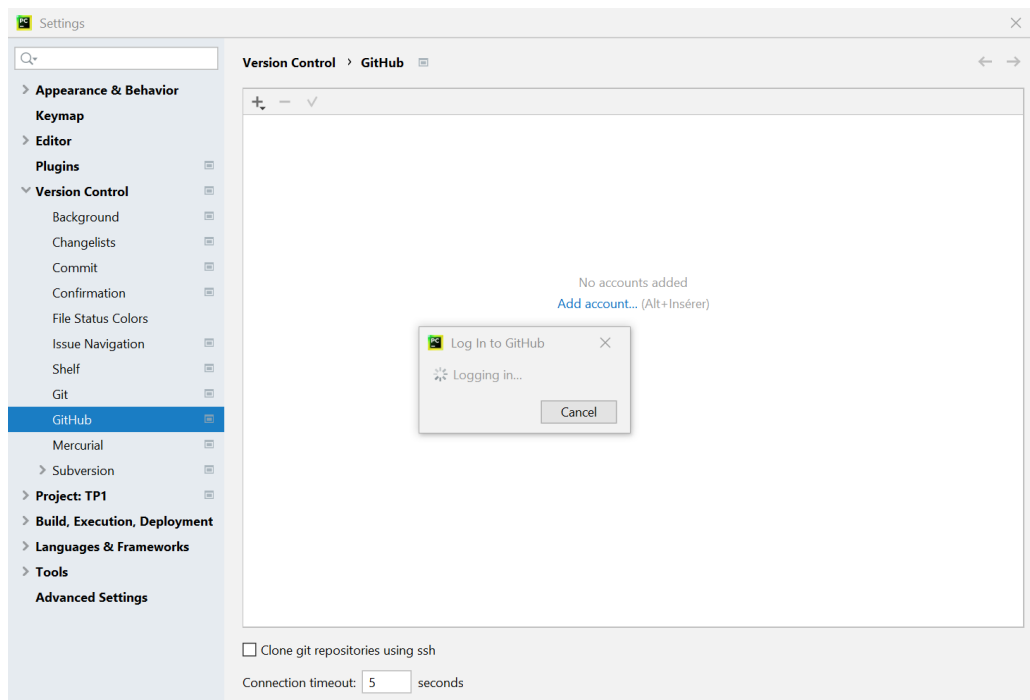 Settings
Version Control › GitHub
Appearance & Behavior
Keymap
Editor
Plugins
Version Control
Background
Changelists
Commit
Confirmation
File Status Colors
Issue Navigation
Shelf
Git
GitHub
Mercurial
Subversion
Project: TP1
Build, Execution, Deployment
Languages & Frameworks
Tools
Advanced Settings
No accounts added
Add account... (Alt+Insérer)
PC Log In to GitHub
Logging in...
Cancel
Clone git repositories using ssh
Connection timeout: 5 seconds